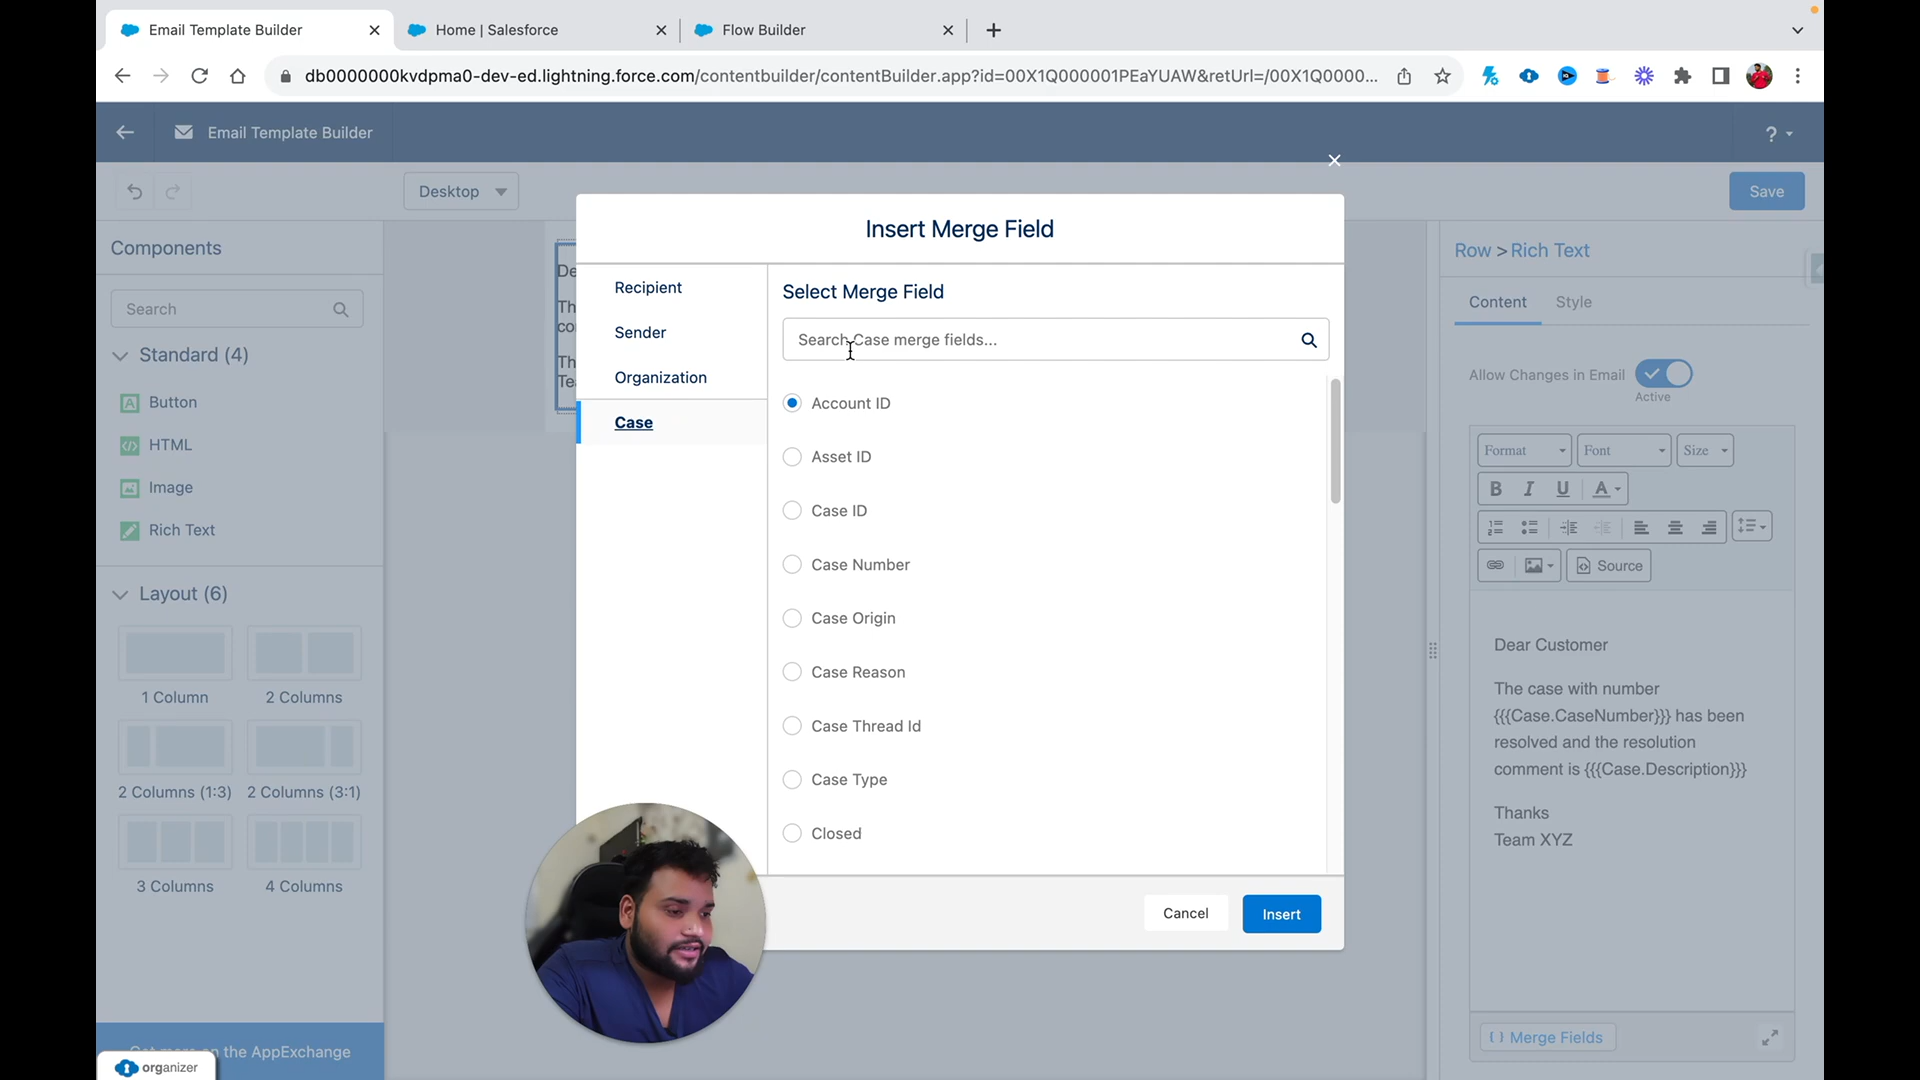 Email Template Builder
Home | Salesforce
Flow Builder
db0000000kvdpma0-dev-ed.lightning.force.com/contentbuilder/contentBuilder.app?id=00X1Q000001PEaYUAW&retUrl=/00X1Q0000...
Email Template Builder
?
Desktop
Save
Components
Search
Standard (4)
Button
HTML
Image
Rich Text
Layout (6)
1 Column
2 Columns
2 Columns (1:3)
2 Columns (3:1)
3 Columns
4 Columns
Get more on the AppExchange
organizer
De
Th
co
Th
Te
Insert Merge Field
Recipient
Sender
Organization
Case
Select Merge Field
Search Case merge fields...
Account ID
Asset ID
Case ID
Case Number
Case Origin
Case Reason
Case Thread Id
Case Type
Closed
Cancel
Insert
Row > Rich Text
Content
Style
Allow Changes in Email
Active
Format
Font
Size
B I U A
Source
Dear Customer
The case with number
{{{Case.CaseNumber}}} has been
resolved and the resolution
comment is {{{Case.Description}}}
Thanks
Team XYZ
{ } Merge Fields